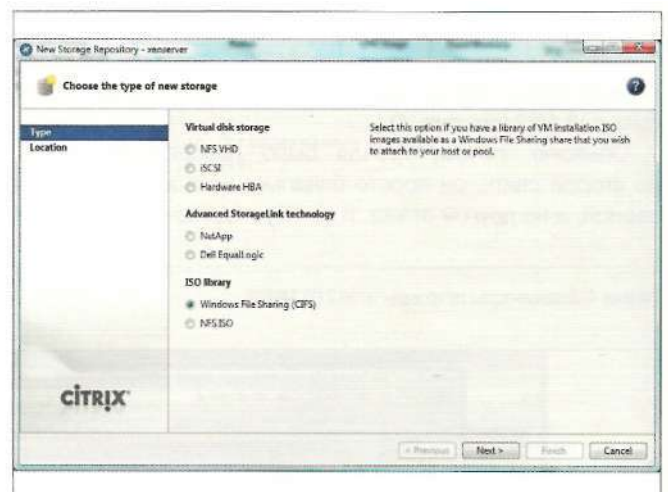 New Storage Repository - xenserver
Choose the type of new storage
?
Type
Location
Virtual disk storage
NFS VHD
iSCSI
Hardware HBA
Advanced StorageLink technology
NetApp
Dell EqualLogic
ISO library
Windows File Sharing (CIFS)
NFS ISO
Select this option if you have a library of VM installation ISO
images available as a Windows File Sharing share that you wish
to attach to your host or pool.
CITRIX
< Previous
Next >
Finish
Cancel